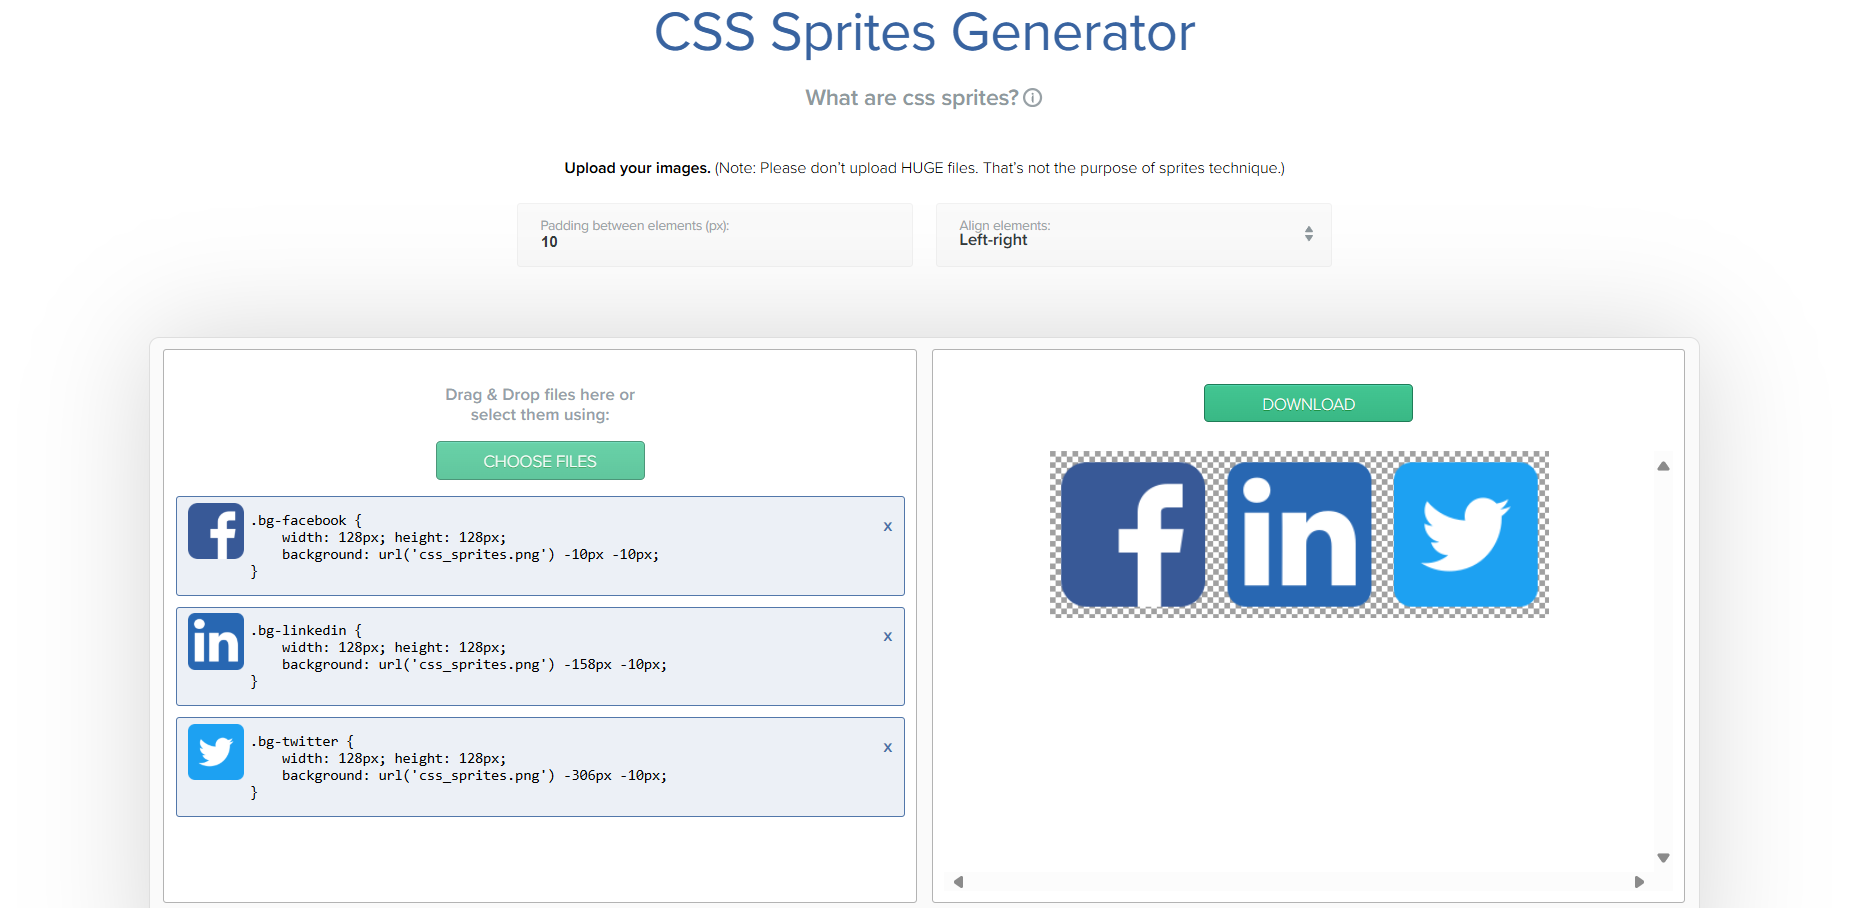 CSS Sprites Generator
What are css sprites?
Upload your images. (Note: Please don't upload HUGE files. That's not the purpose of sprites technique.)
Padding between elements (px):
10
Align elements:
Left-right
Drag & Drop files here or
select them using:
CHOOSE FILES
.bg-facebook {
width: 128px; height: 128px;
background: url('css_sprites.png') -10px -10px;
}
x
.bg-linkedin {
width: 128px; height: 128px;
background: url('css_sprites.png') -158px -10px;
}
x
.bg-twitter {
width: 128px; height: 128px;
background: url('css_sprites.png') -306px -10px;
}
x
f
in
DOWNLOAD
f
in